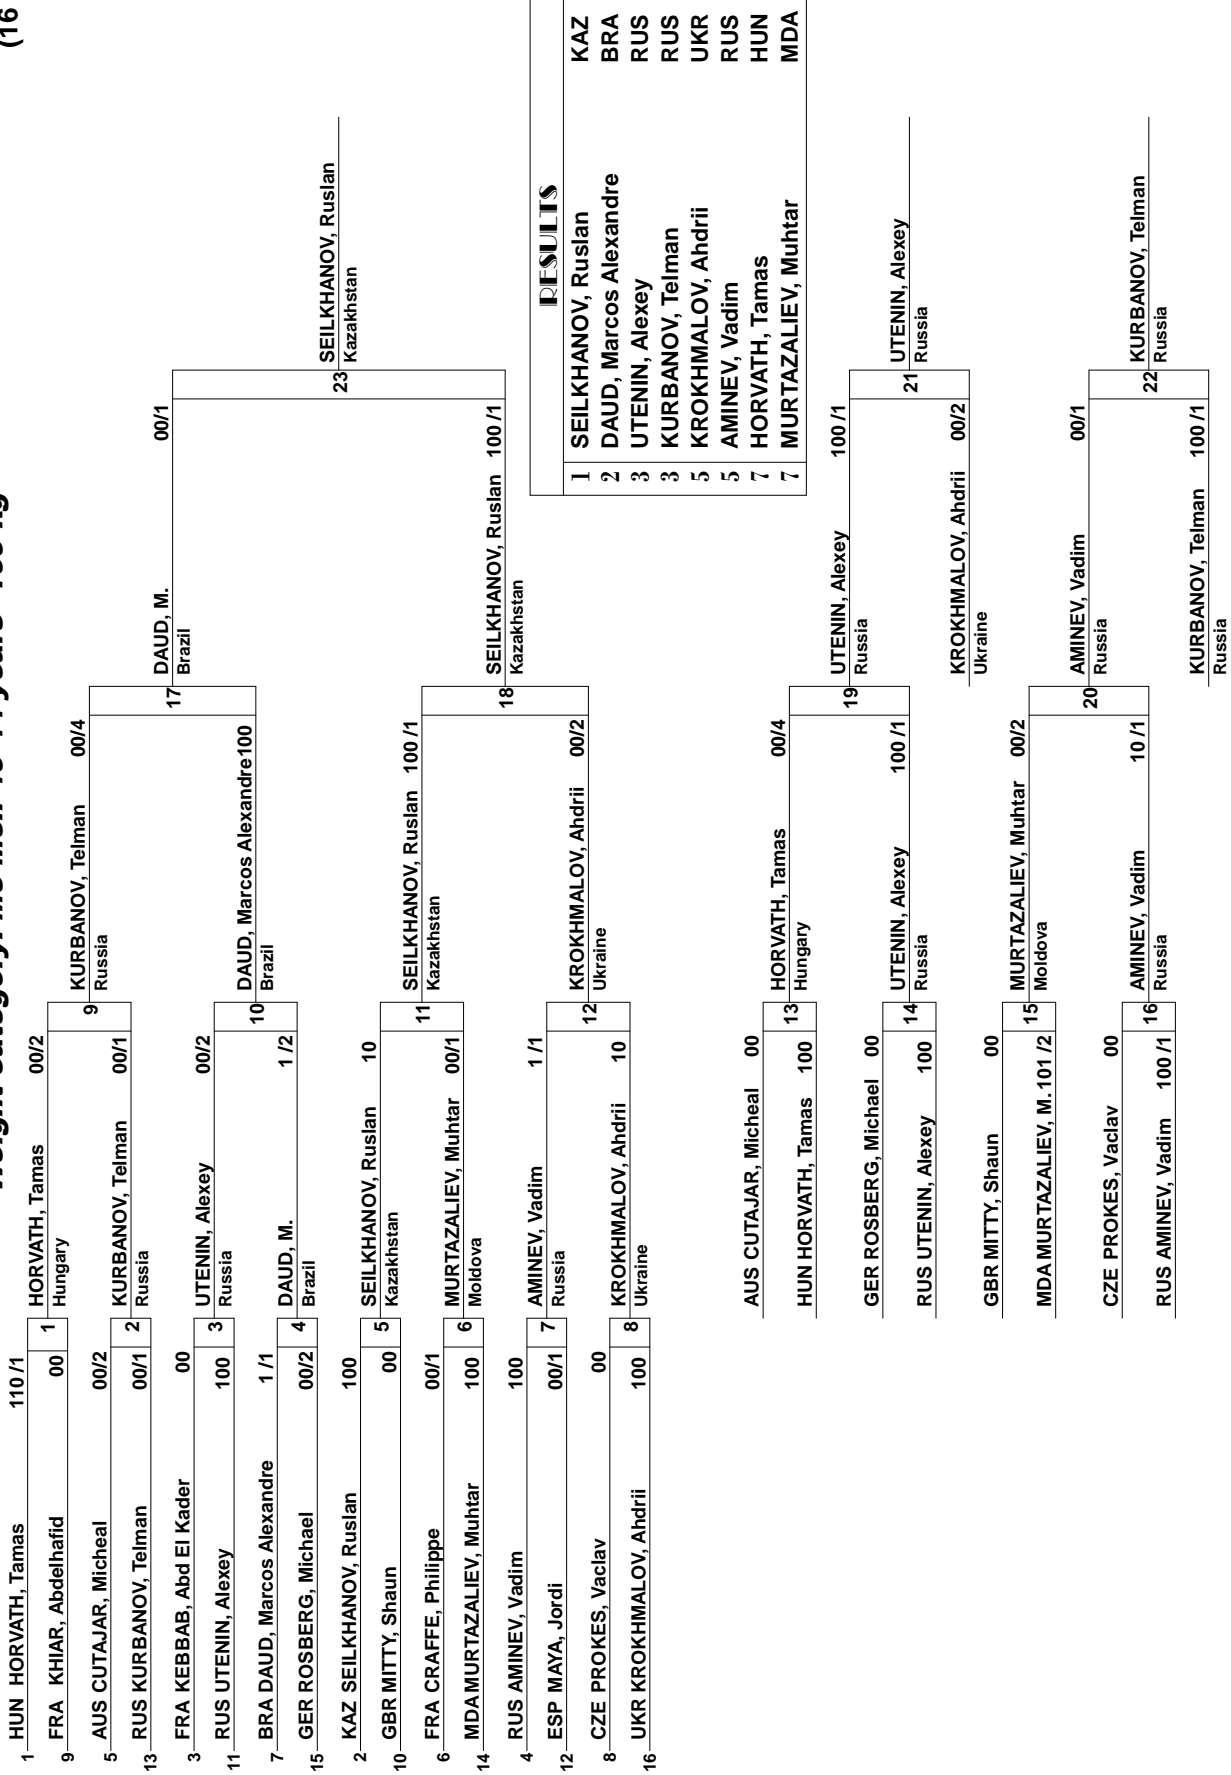 (16
HUN HORVATH, Tamas 110 /1
1
FRA KHIAR, Abdelhafid 00
9
AUS CUTAJAR, Micheal 00/2
5
RUS KURBANOV, Telman 00/1
13
FRA KEBBAB, Abd El Kader 00
3
RUS UTENIN, Alexey 100
11
BRA DAUD, Marcos Alexandre 1 /1
7
GER ROSBERG, Michael 00/2
15
KAZ SEILKHANOV, Ruslan 100
2
GBR MITTY, Shaun 00
10
FRA CRAFFE, Philippe 00/1
6
MDA MURTAZALIEV, Muhtar 100
14
RUS AMINEV, Vadim 100
4
ESP MAYA, Jordi 00/1
12
CZE PROKES, Vaclav 00
8
UKR KROKHMALOV, Ahdrii 100
16
1
HORVATH, Tamas 00/2
Hungary
2
KURBANOV, Telman 00/1
Russia
3
UTENIN, Alexey 00/2
Russia
4
DAUD, M. 1 /2
Brazil
5
SEILKHANOV, Ruslan 10
Kazakhstan
6
MURTAZALIEV, Muhtar 00/1
Moldova
7
AMINEV, Vadim 1 /1
Russia
8
KROKHMALOV, Ahdrii 10
Ukraine
9
KURBANOV, Telman 00/4
Russia
10
DAUD, Marcos Alexandre 100
Brazil
11
SEILKHANOV, Ruslan 100 /1
Kazakhstan
12
KROKHMALOV, Ahdrii 00/2
Ukraine
17
DAUD, M. 00/1
Brazil
18
SEILKHANOV, Ruslan 100 /1
Kazakhstan
23
SEILKHANOV, Ruslan
Kazakhstan
RESULTS
1 SEILKHANOV, Ruslan KAZ
2 DAUD, Marcos Alexandre BRA
3 UTENIN, Alexey RUS
3 KURBANOV, Telman RUS
5 KROKHMALOV, Ahdrii UKR
5 AMINEV, Vadim RUS
7 HORVATH, Tamas HUN
7 MURTAZALIEV, Muhtar MDA
AUS CUTAJAR, Micheal 00
HUN HORVATH, Tamas 100
GER ROSBERG, Michael 00
RUS UTENIN, Alexey 100
GBR MITTY, Shaun 00
MDA MURTAZALIEV, M. 101 /2
CZE PROKES, Vaclav 00
RUS AMINEV, Vadim 100 /1
13
HORVATH, Tamas 00/4
Hungary
14
UTENIN, Alexey 100 /1
Russia
15
MURTAZALIEV, Muhtar 00/2
Moldova
16
AMINEV, Vadim 10 /1
Russia
19
UTENIN, Alexey 100 /1
Russia
KROKHMALOV, Ahdrii 00/2
Ukraine
20
AMINEV, Vadim 00/1
Russia
KURBANOV, Telman 100 /1
Russia
21
UTENIN, Alexey
Russia
22
KURBANOV, Telman
Russia